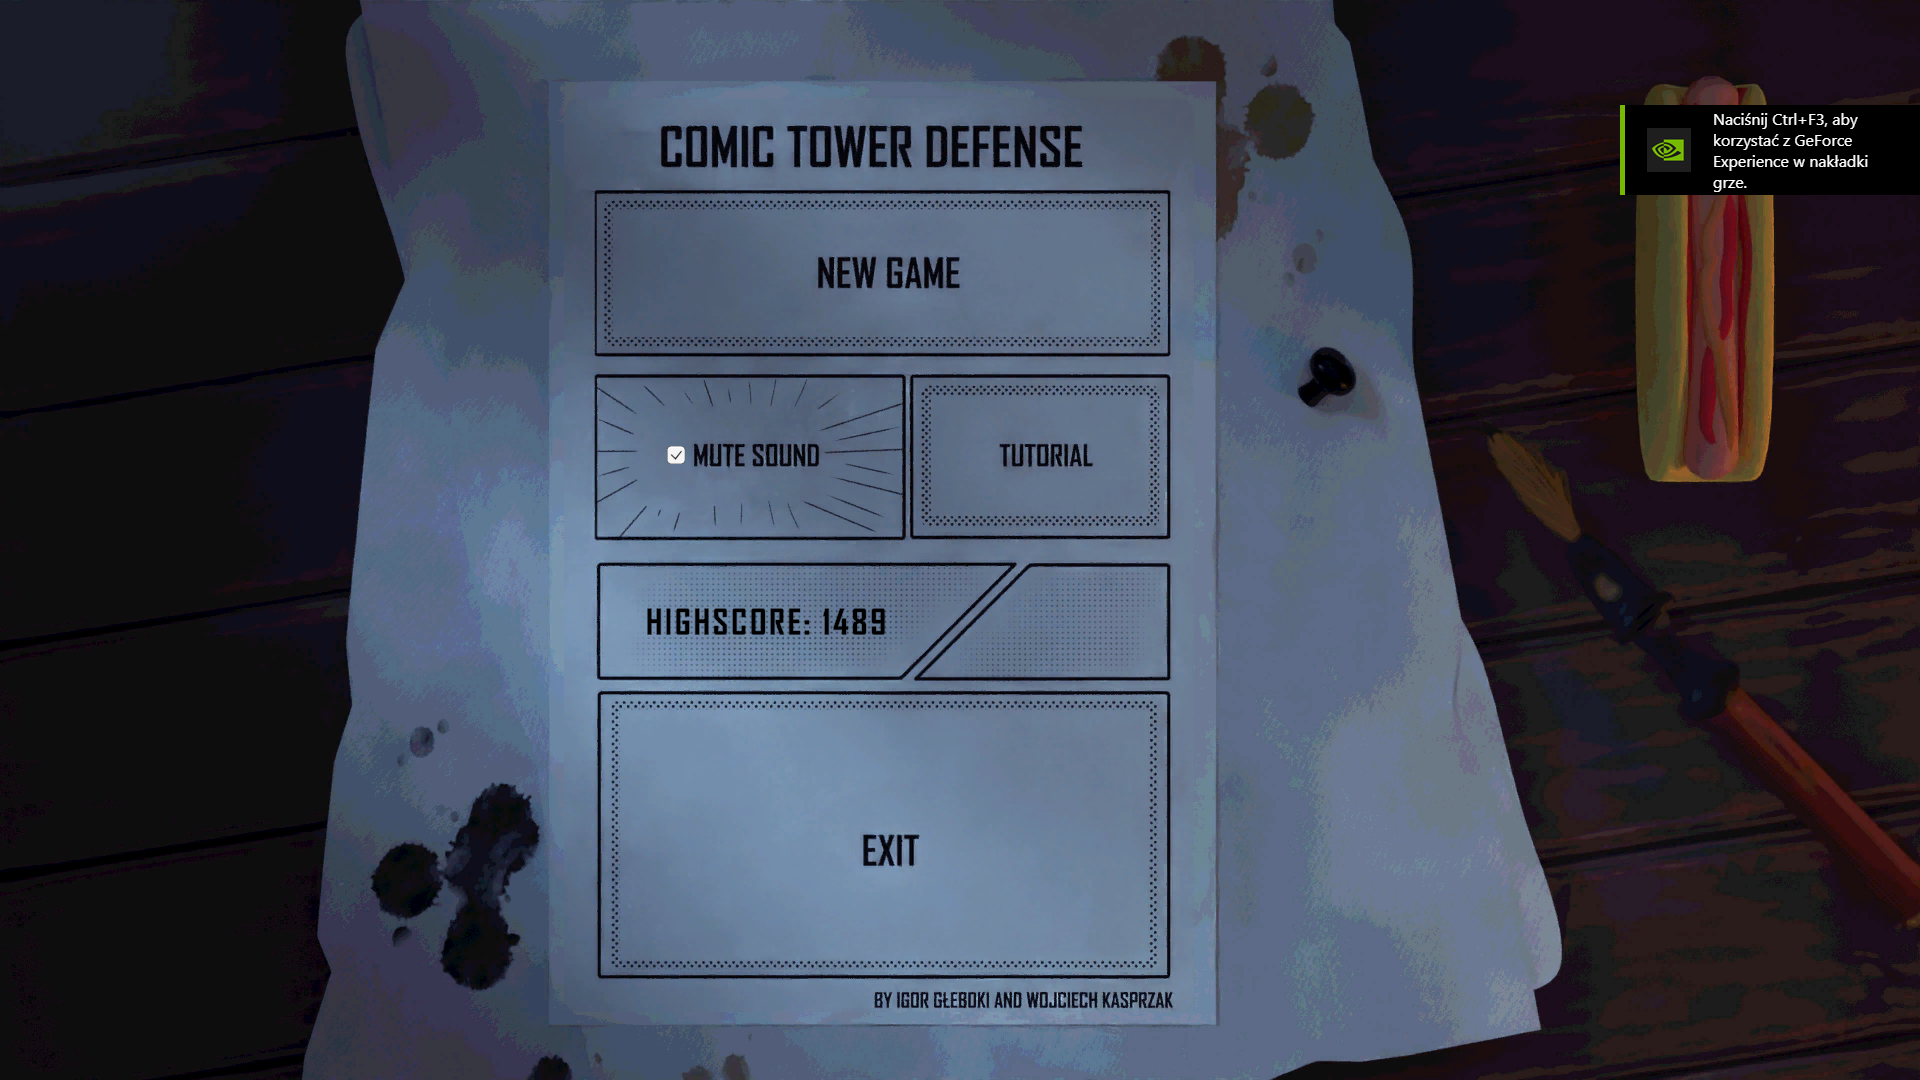 COMIC TOWER DEFENSE
Naciśnij Ctrl+F3, aby
korzystać z GeForce
Experience w nakładki
grze.
NEW GAME
MUTE SOUND
TUTORIAL
HIGHSCORE: 1489
EXIT
BY IGOR GŁEBOKI AND WOJCIECH KASPRZAK